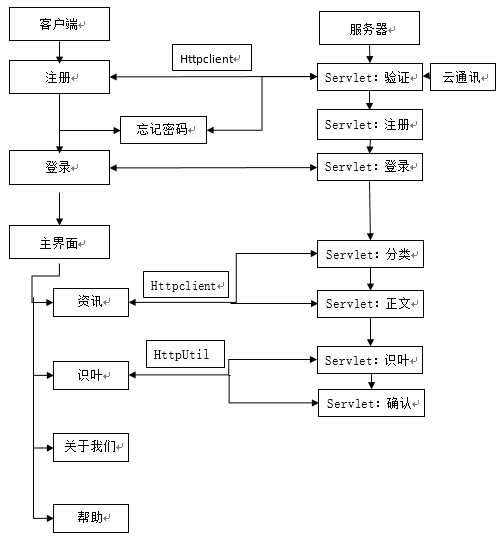 客户端
服务器
Httpclient
注册
Servlet: 验证
云通讯
忘记密码
Servlet: 注册
登录
Servlet: 登录
主界面
Servlet: 分类
Httpclient
资讯
Servlet: 正文
HttpUtil
识叶
Servlet: 识叶
Servlet: 确认
关于我们
帮助